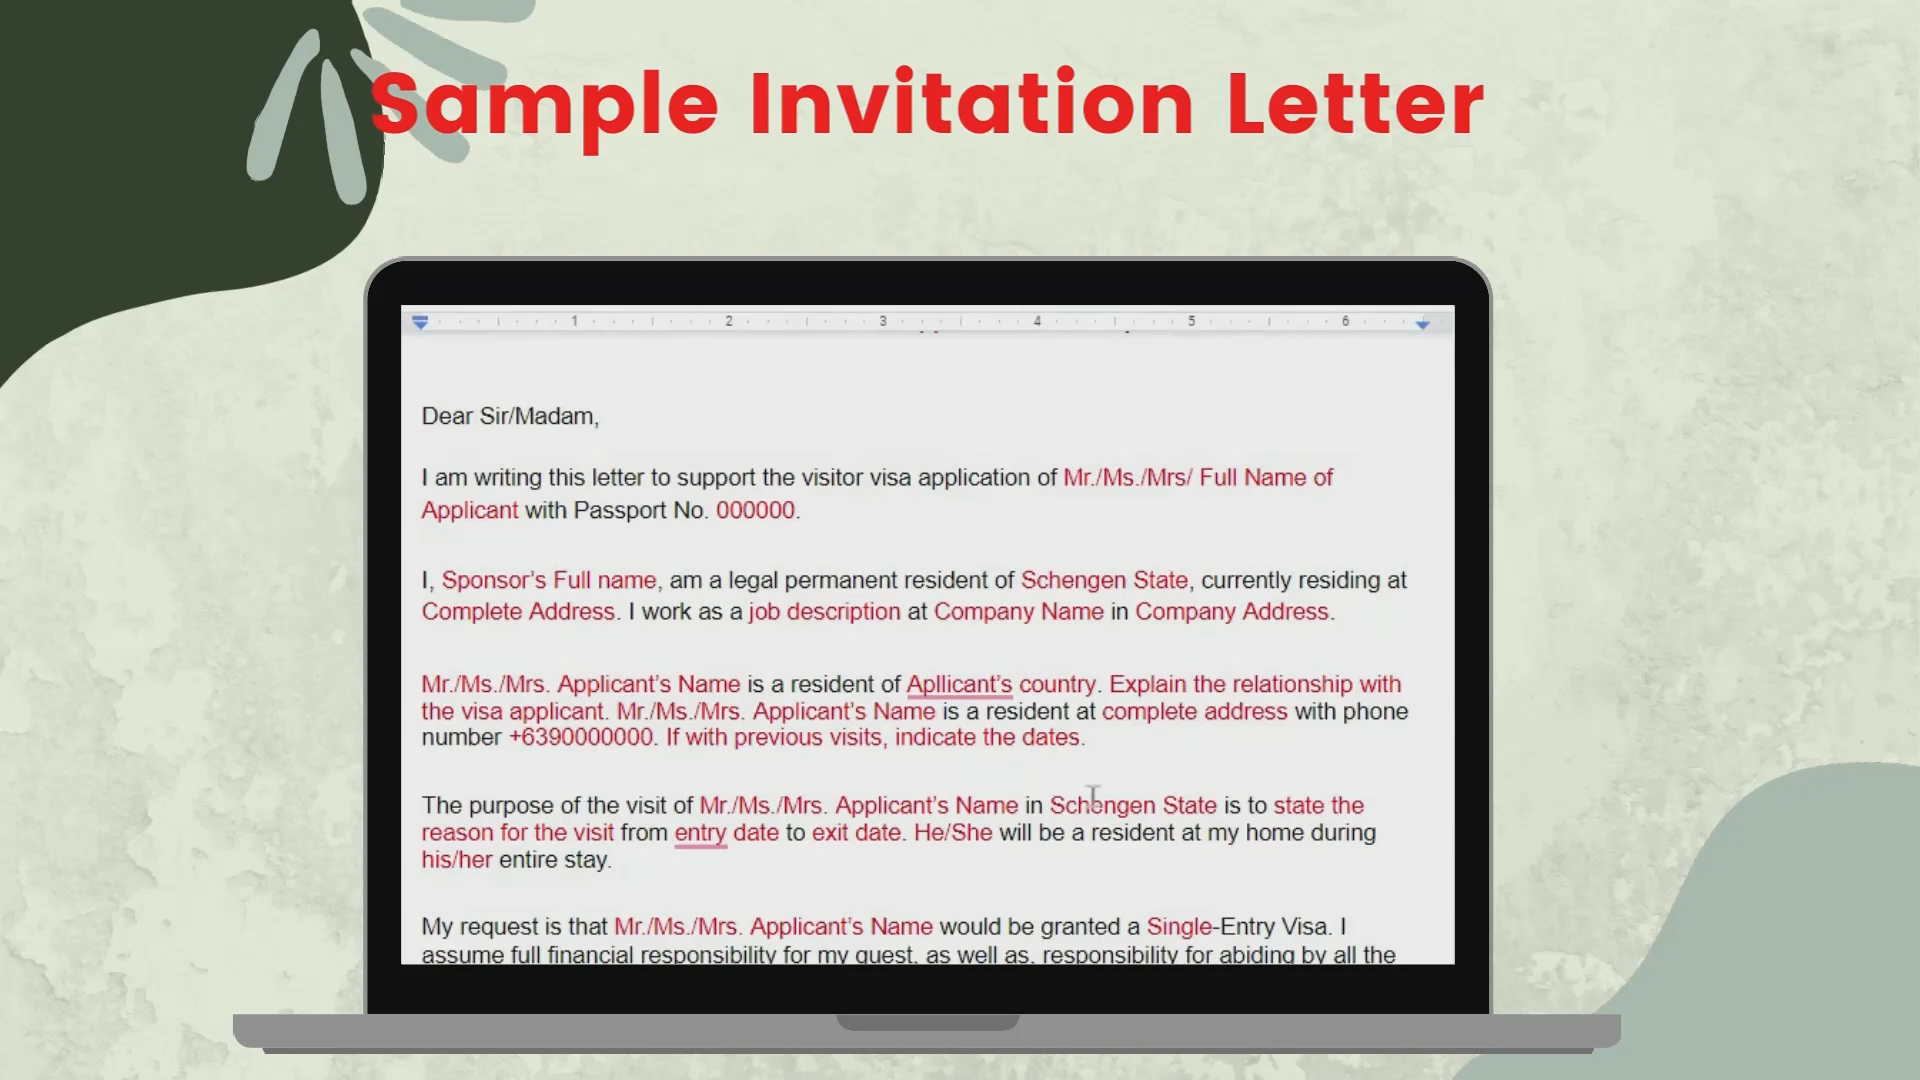 Sample Invitation Letter
1 2 3 4 5 6
Dear Sir/Madam,
I am writing this letter to support the visitor visa application of Mr./Ms./Mrs/ Full Name of
Applicant with Passport No. 000000.
I, Sponsor's Full name, am a legal permanent resident of Schengen State, currently residing at
Complete Address. I work as a job description at Company Name in Company Address.
Mr./Ms./Mrs. Applicant's Name is a resident of Apllicant's country. Explain the relationship with
the visa applicant. Mr./Ms./Mrs. Applicant's Name is a resident at complete address with phone
number +6390000000. If with previous visits, indicate the dates.
The purpose of the visit of Mr./Ms./Mrs. Applicant's Name in Schengen State is to state the
reason for the visit from entry date to exit date. He/She will be a resident at my home during
his/her entire stay.
My request is that Mr./Ms./Mrs. Applicant's Name would be granted a Single-Entry Visa. I
assume full financial responsibility for my guest, as well as, responsibility for abiding by all the